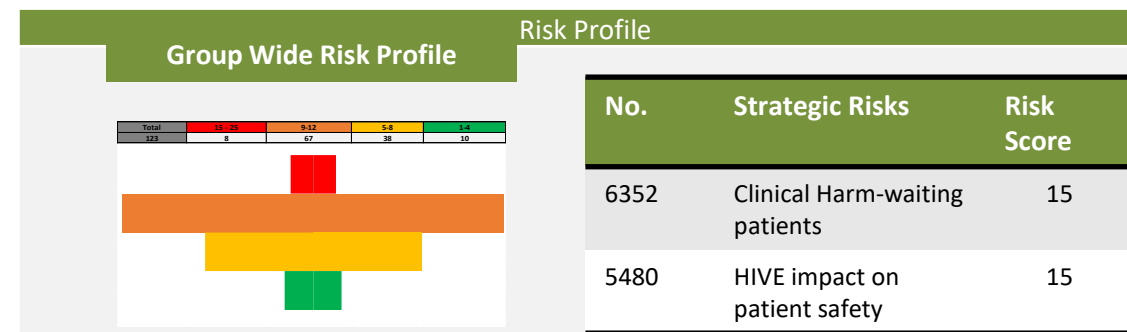 Risk Profile
Group Wide Risk Profile
Total 15 - 25 9-12 5-8 1-4
123 8 67 38 10
No. Strategic Risks Risk
Score
6352 Clinical Harm-waiting 15
patients
5480 HIVE impact on 15
patient safety